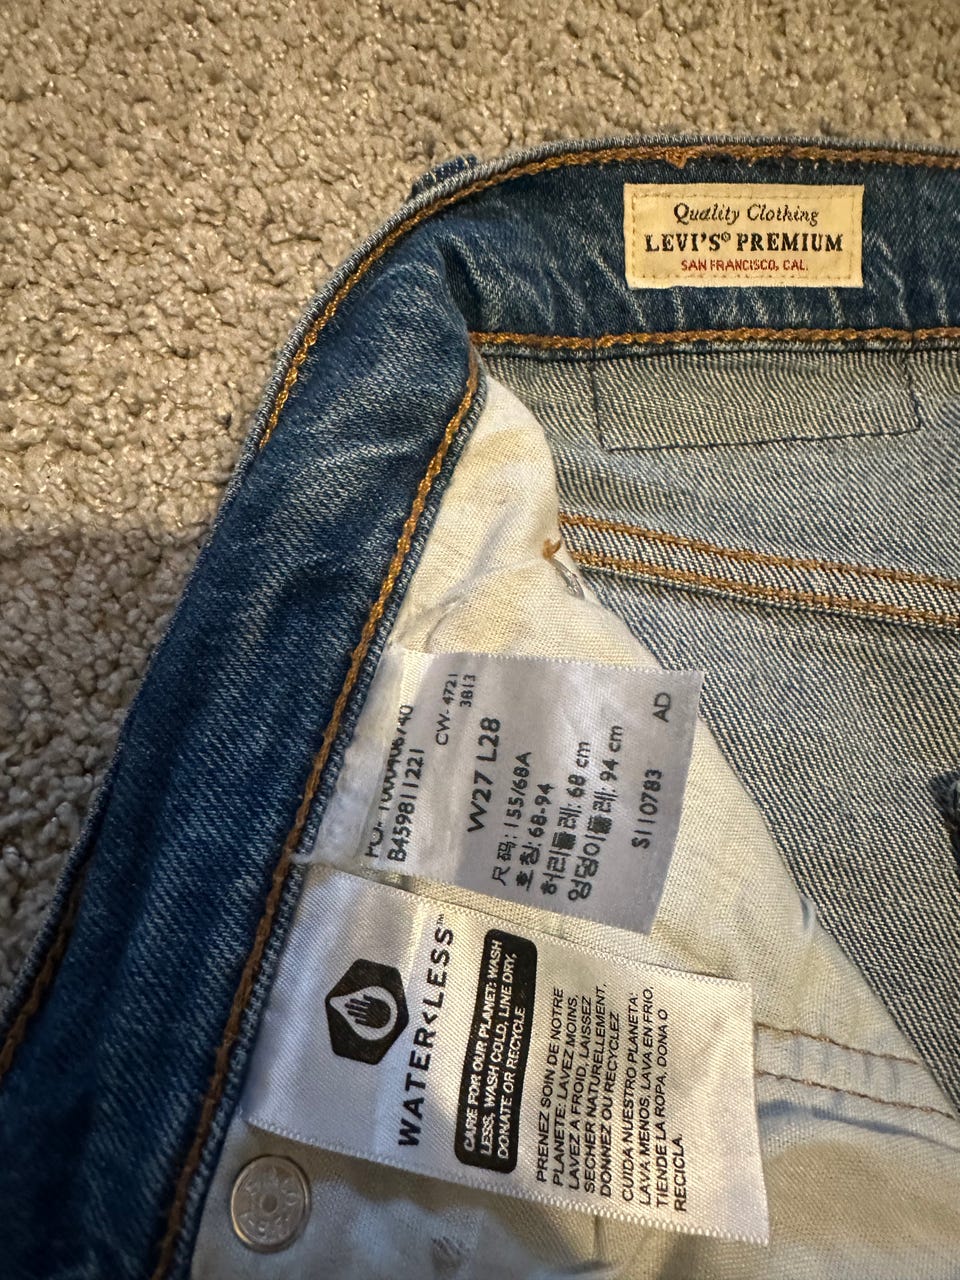 Quality Clothing
LEVI'S® PREMIUM
SAN FRANCISCO, CAL.
B459811221
CW- 4721
3813
W27 L28
尺码: 155/68A
호칭: 68-94
허리둘레: 68 cm
엉덩이둘레: 94 cm
S110783
AD
WATER<LESS™
CARE FOR OUR PLANET: WASH
LESS, WASH COLD, LINE DRY,
DONATE OR RECYCLE
PRENEZ SOIN DE NOTRE
PLANÈTE: LAVEZ MOINS,
LAVEZ À FROID, LAISSEZ
SÉCHER NATURELLEMENT,
DONNEZ OU RECYCLEZ
CUIDA NUESTRO PLANETA:
LAVA MENOS, LAVA EN FRIO,
TIENDE LA ROPA, DONA O
RECICLA.